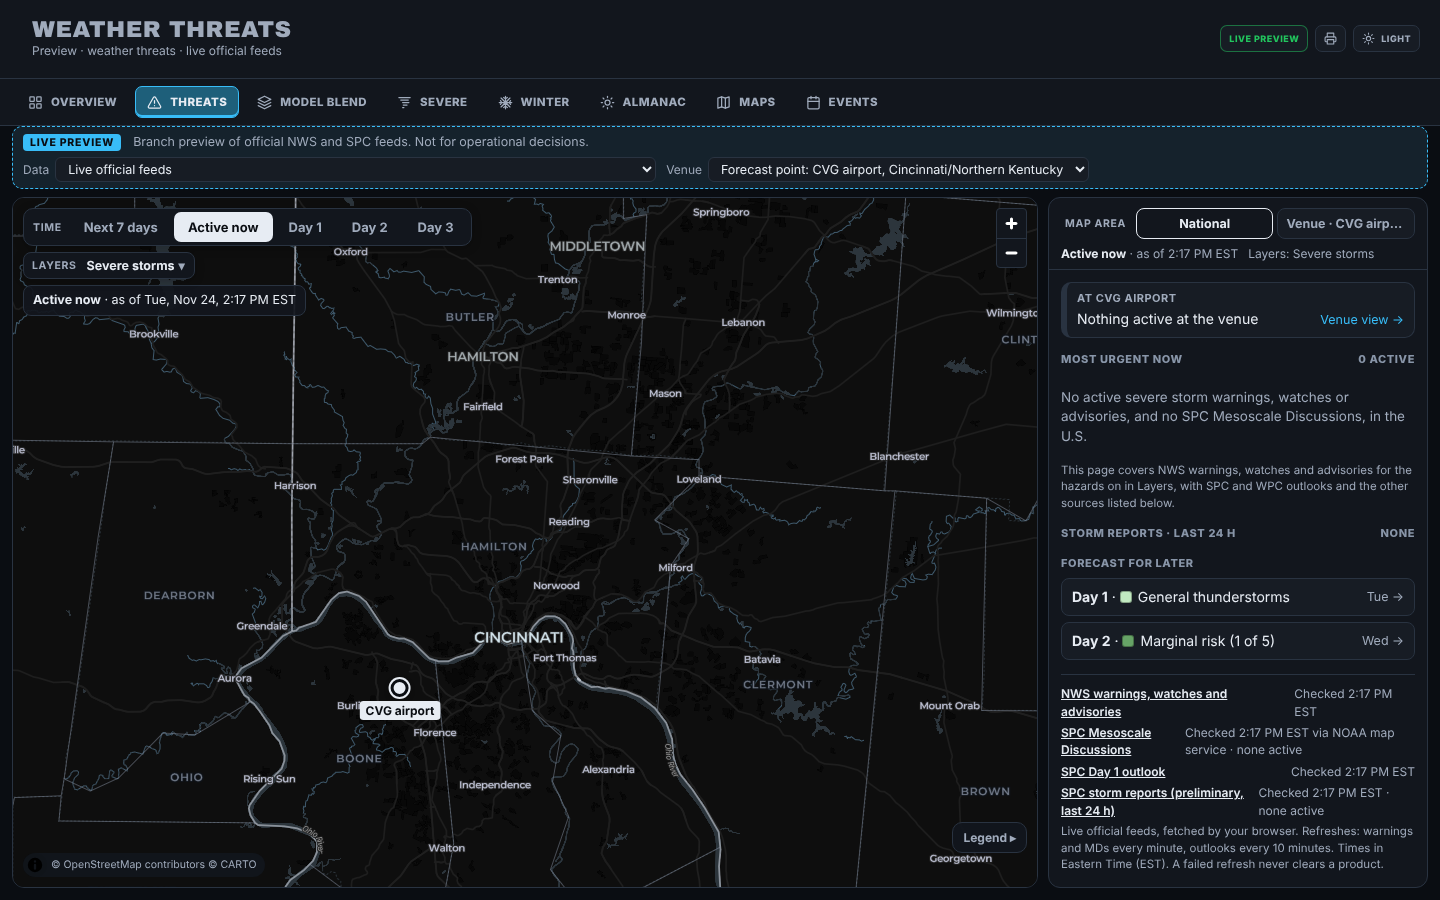 WEATHER THREATS
Preview · weather threats · live official feeds
LIVE PREVIEW
LIGHT
OVERVIEW
THREATS
MODEL BLEND
SEVERE
WINTER
ALMANAC
MAPS
EVENTS
LIVE PREVIEW Branch preview of official NWS and SPC feeds. Not for operational decisions.
Data Live official feeds Venue Forecast point: CVG airport, Cincinnati/Northern Kentucky
TIME Next 7 days Active now Day 1 Day 2 Day 3
LAYERS Severe storms ▾
Active now · as of Tue, Nov 24, 2:17 PM EST
+
−
Springboro
MIDDLETOWN
Oxford
Trenton
BUTLER
Monroe
Lebanon
Wilmingto
CLINT
Brookville
HAMILTON
Mason
Fairfield
lle
Forest Park
Blanchester
Sharonville
Loveland
Harrison
Reading
HAMILTON
Milford
Norwood
DEARBORN
Greendale
CINCINNATI
Fort Thomas
Batavia
Aurora
CLERMONT
Burli
CVG airport
Mount Orab
Florence
BOONE
Ohio River
OHIO
Rising Sun
Alexandria
Independence
BROWN
Ohio River
Walton
Legend ▸
Georgetown
© OpenStreetMap contributors © CARTO
MAP AREA National Venue · CVG airp...
Active now · as of 2:17 PM EST Layers: Severe storms
AT CVG AIRPORT
Nothing active at the venue Venue view →
MOST URGENT NOW 0 ACTIVE
No active severe storm warnings, watches or
advisories, and no SPC Mesoscale Discussions, in the
U.S.
This page covers NWS warnings, watches and advisories for the
hazards on in Layers, with SPC and WPC outlooks and the other
sources listed below.
STORM REPORTS · LAST 24 H NONE
FORECAST FOR LATER
Day 1 · General thunderstorms Tue →
Day 2 · Marginal risk (1 of 5) Wed →
NWS warnings, watches and Checked 2:17 PM
advisories EST
SPC Mesoscale Checked 2:17 PM EST via NOAA map
Discussions service · none active
SPC Day 1 outlook Checked 2:17 PM EST
SPC storm reports (preliminary, Checked 2:17 PM EST ·
last 24 h) none active
Live official feeds, fetched by your browser. Refreshes: warnings
and MDs every minute, outlooks every 10 minutes. Times in
Eastern Time (EST). A failed refresh never clears a product.